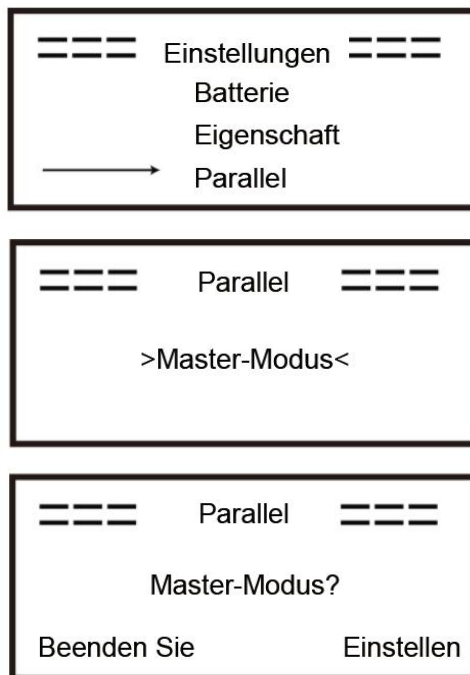 Einstellungen
Batterie
Eigenschaft
Parallel
Parallel
>Master-Modus<
Parallel
Master-Modus?
Beenden Sie Einstellen